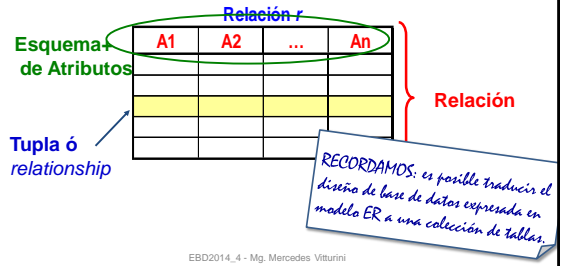 Relación r
Esquema+
de Atributos
A1 A2 … An
Relación
Tupla ó
relationship
RECORDAMOS: es posible traducir el
diseño de base de datos expresada en
modelo ER a una colección de tablas.
EBD2014_4 - Mg. Mercedes Vitturini